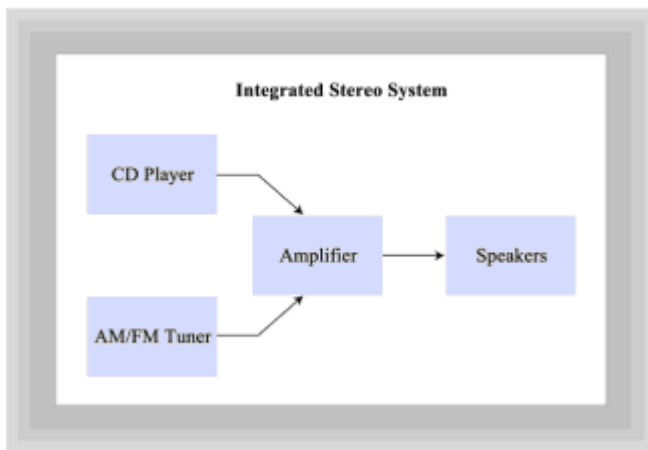 Integrated Stereo System
CD Player
Amplifier
Speakers
AM/FM Tuner